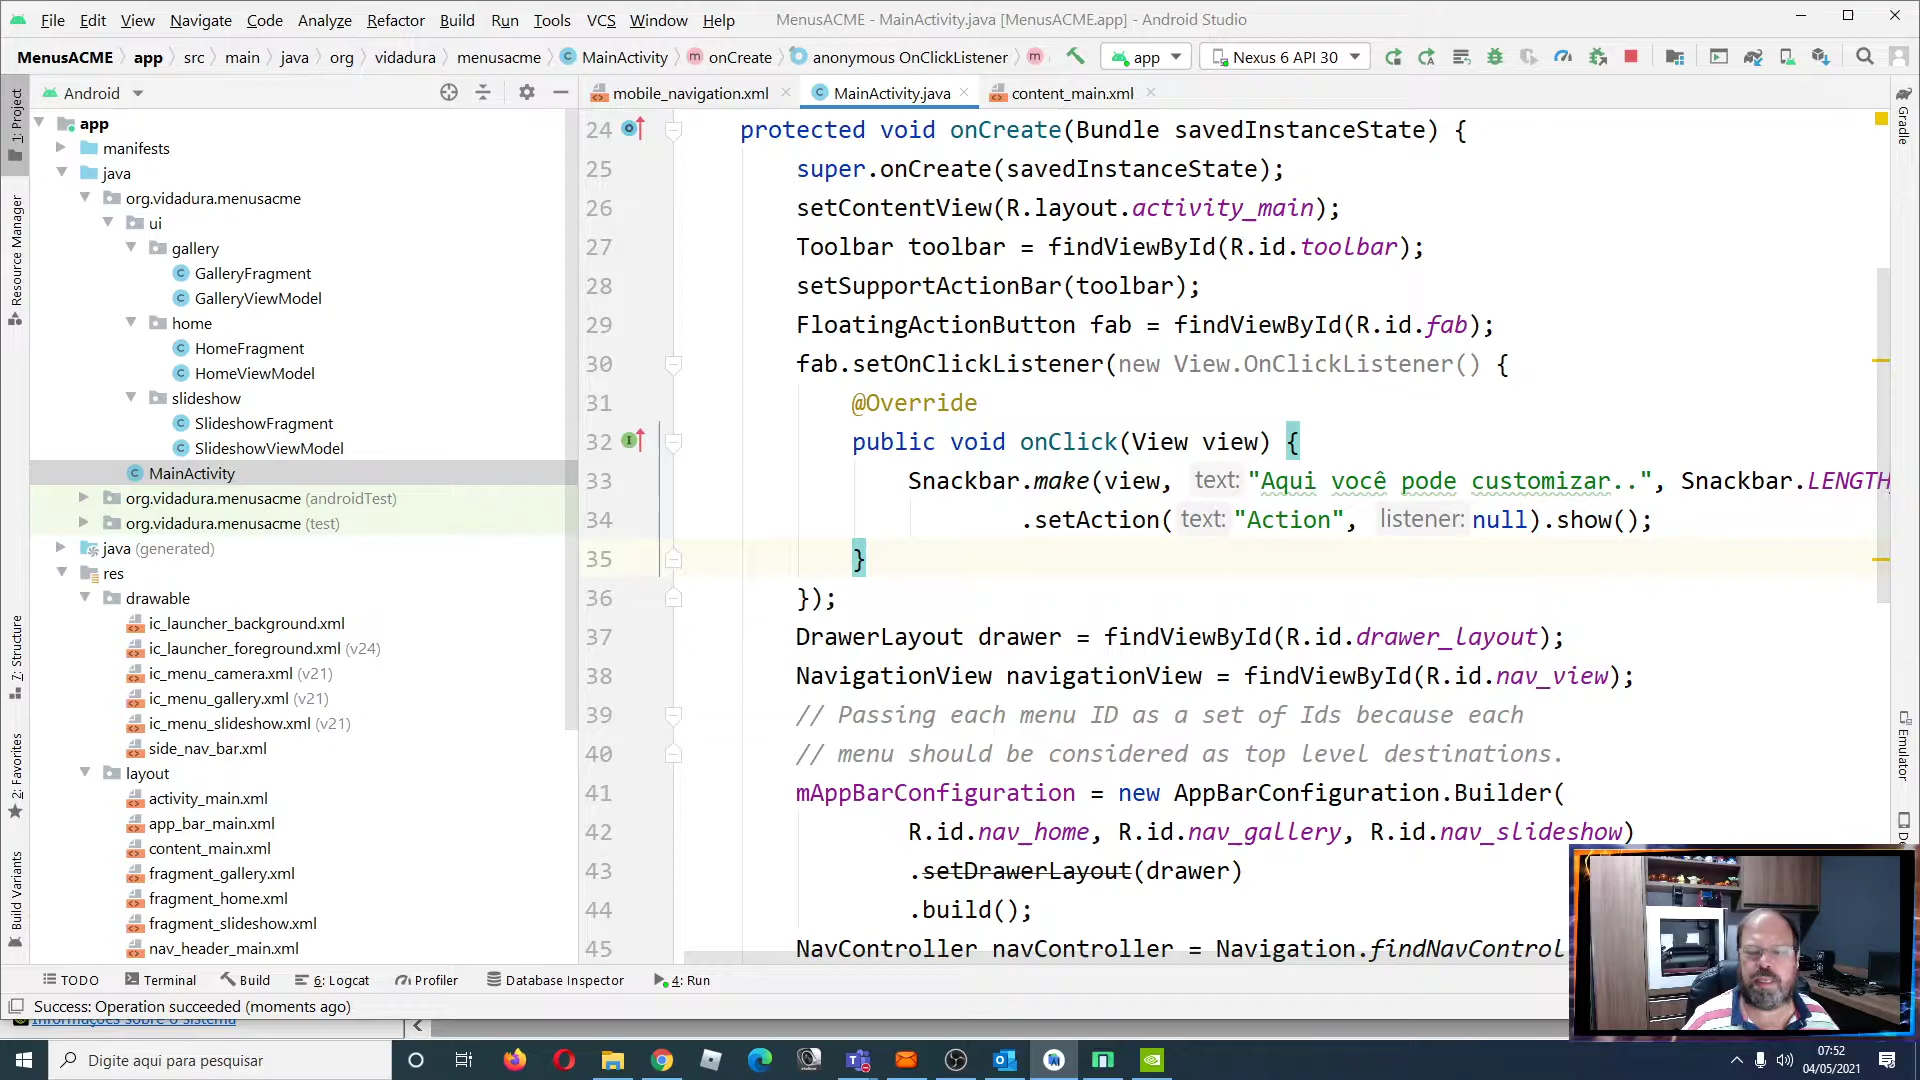 File Edit View Navigate Code Analyze Refactor Build Run Tools VCS Window Help MenusACME - MainActivity.java [MenusACME.app] - Android Studio
MenusACME app src main java org vidadura menusacme MainActivity onCreate anonymous OnClickListener app Nexus 6 API 30
Android
mobile_navigation.xml MainActivity.java content_main.xml
1: Project
Resource Manager
7: Structure
2: Favorites
Build Variants
app
manifests
java
org.vidadura.menusacme
ui
gallery
GalleryFragment
GalleryViewModel
home
HomeFragment
HomeViewModel
slideshow
SlideshowFragment
SlideshowViewModel
MainActivity
org.vidadura.menusacme (androidTest)
org.vidadura.menusacme (test)
java (generated)
res
drawable
ic_launcher_background.xml
ic_launcher_foreground.xml (v24)
ic_menu_camera.xml (v21)
ic_menu_gallery.xml (v21)
ic_menu_slideshow.xml (v21)
side_nav_bar.xml
layout
activity_main.xml
app_bar_main.xml
content_main.xml
fragment_gallery.xml
fragment_home.xml
fragment_slideshow.xml
nav_header_main.xml
24 protected void onCreate(Bundle savedInstanceState) {
25 super.onCreate(savedInstanceState);
26 setContentView(R.layout.activity_main);
27 Toolbar toolbar = findViewById(R.id.toolbar);
28 setSupportActionBar(toolbar);
29 FloatingActionButton fab = findViewById(R.id.fab);
30 fab.setOnClickListener(new View.OnClickListener() {
31 @Override
32 public void onClick(View view) {
33 Snackbar.make(view, text: "Aqui você pode customizar..", Snackbar.LENGTH
34 .setAction( text: "Action", listener: null).show();
35 }
36 });
37 DrawerLayout drawer = findViewById(R.id.drawer_layout);
38 NavigationView navigationView = findViewById(R.id.nav_view);
39 // Passing each menu ID as a set of Ids because each
40 // menu should be considered as top level destinations.
41 mAppBarConfiguration = new AppBarConfiguration.Builder(
42 R.id.nav_home, R.id.nav_gallery, R.id.nav_slideshow)
43 .setDrawerLayout(drawer)
44 .build();
45 NavController navController = Navigation.findNavControl
Gradle
Emulator
TODO Terminal Build 6: Logcat Profiler Database Inspector 4: Run
Success: Operation succeeded (moments ago)
Informações sobre o sistema
Digite aqui para pesquisar
07:52
04/05/2021